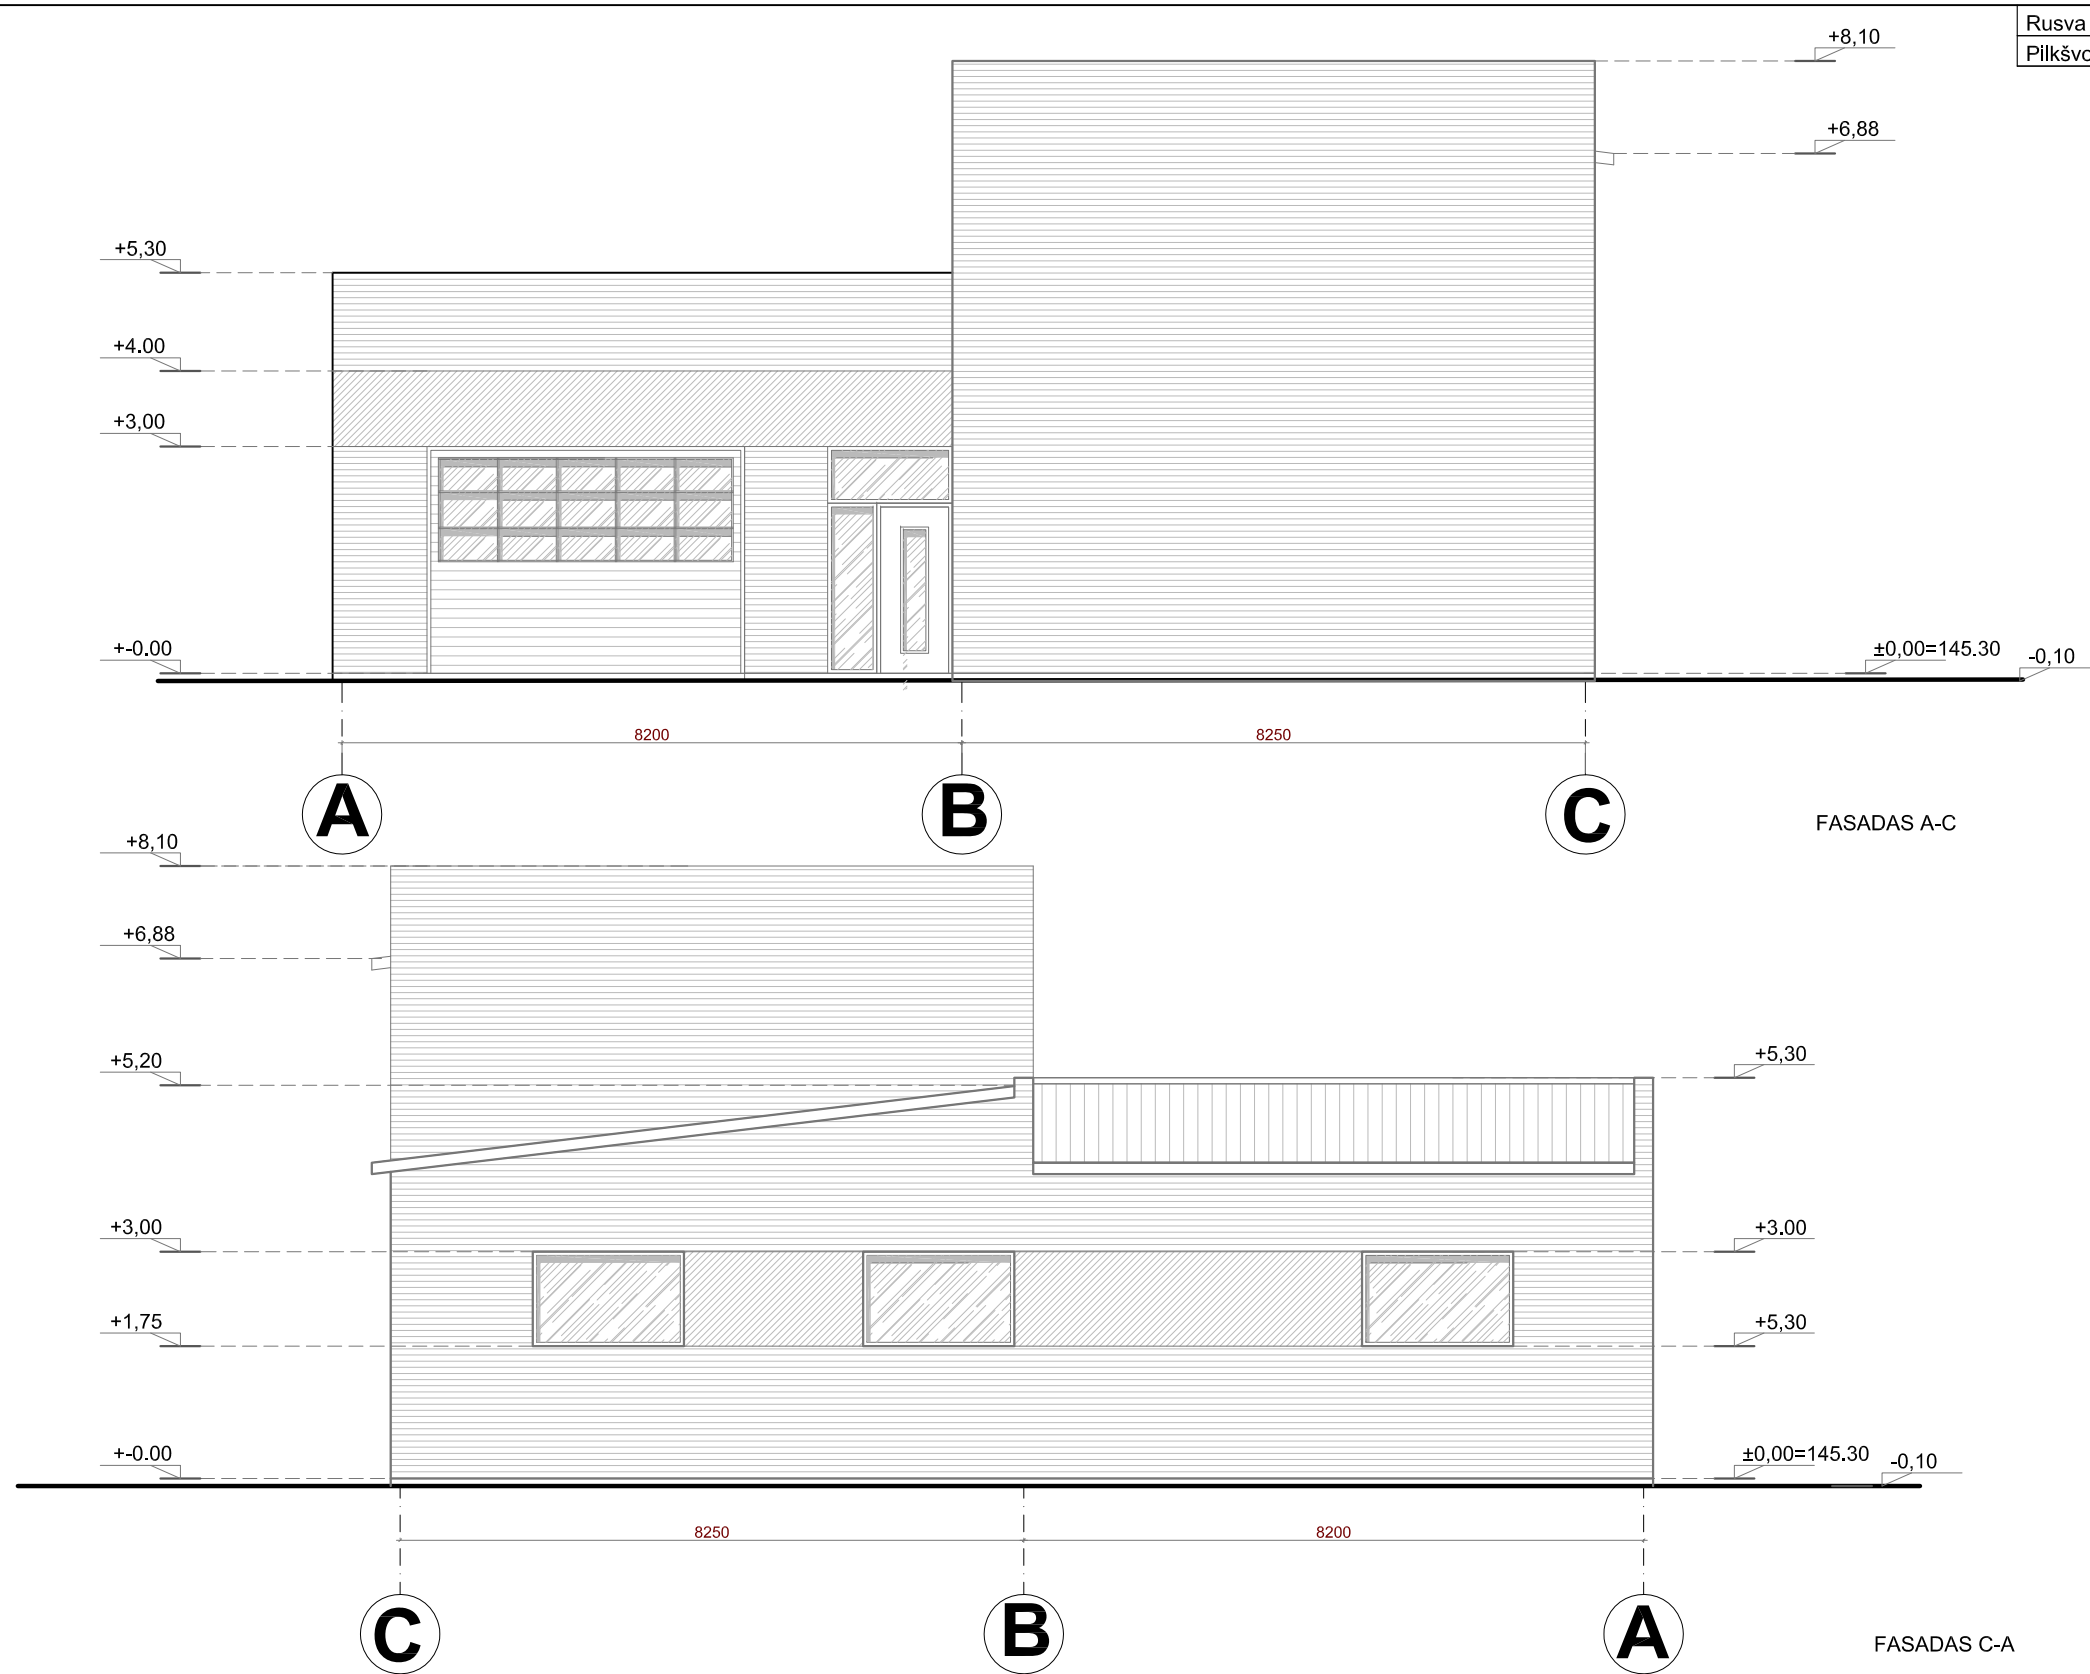 Rusva
+8,10
+6,88
+5,30
+4.00
+3,00
+-0.00
±0,00=145.30
-0,10
8200
8250
A
B
C
FASADAS A-C
+8,10
+6,88
+5,20
+5,30
+3,00
+3.00
+1,75
+5,30
+-0.00
±0,00=145.30
-0,10
8250
8200
C
B
A
FASADAS C-A